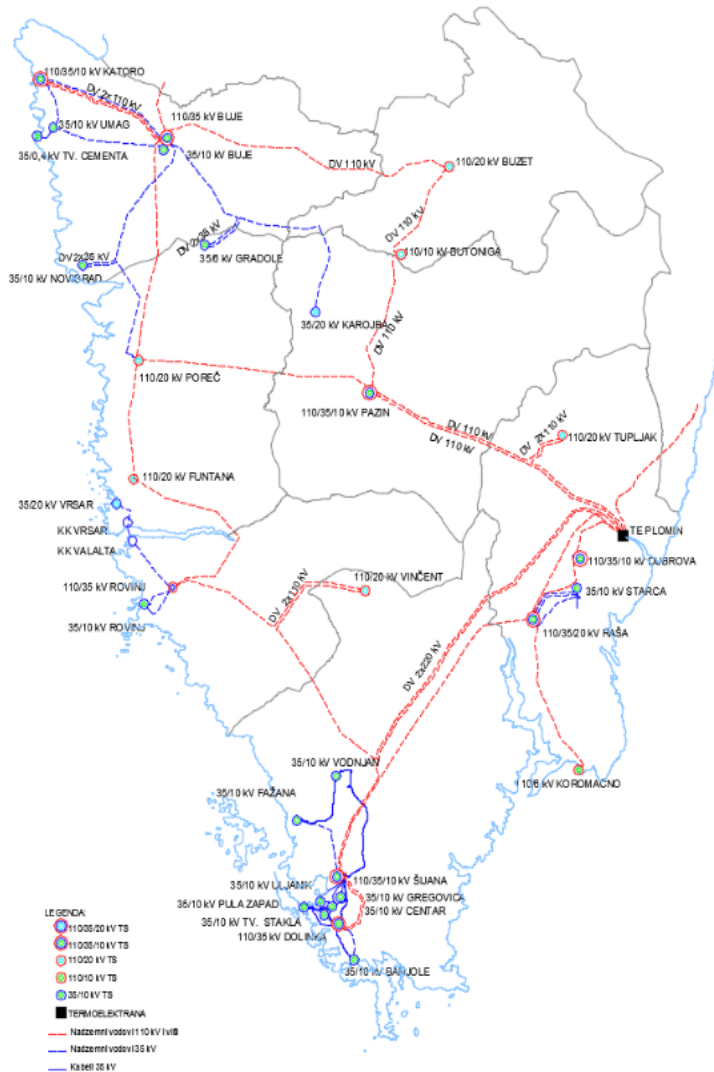 110/35/10 kV KATORO
DV 2x110 kV
35/10 kV UMAG
110/35 kV BUJE
35/0,4 kV TV. CEMENTA
35/10 kV BUJE
DV 110 kV
110/20 kV BUZET
DV 110 kV
DV 2x35 kV
DV 2x35 kV
35/6 kV GRADOLE
110/10 kV BUTONIGA
35/10 kV NOVIGRAD
35/20 kV KAROJBA
DV 110 kV
110/20 kV POREČ
110/35/10 kV PAZIN
DV 110 kV
DV 110 kV
DV 2x110 kV
110/20 kV TUPLJAK
110/20 kV FUNTANA
35/20 kV VRSAR
KK VRSAR
KK VALALTA
TE PLOMIN
110/35/10 kV DUBROVA
110/35 kV ROVINJ
110/20 kV VINČENT
DV 2x110 kV
35/10 kV STARCA
35/10 kV ROVINJ
110/35/20 kV RAŠA
DV 2x220 kV
35/10 kV VODNJAN
110/6 kV KOROMAČNO
35/10 kV FAŽANA
110/35/10 kV ŠIJANA
35/10 kV ULJANIK
35/10 kV GREGOVICA
35/10 kV PULA ZAPAD
35/10 kV CENTAR
35/10 kV TV. STAKLA
110/35 kV DOLINKA
35/10 kV BANJOLE
LEGENDA:
110/35/20 kV TS
110/35/10 kV TS
110/20 kV TS
110/10 kV TS
35/10 kV TS
TERMOELEKTRANA
Nadzemni vodovi 110 kV i viši
Nadzemni vodovi 35 kV
Kabeli 35 kV